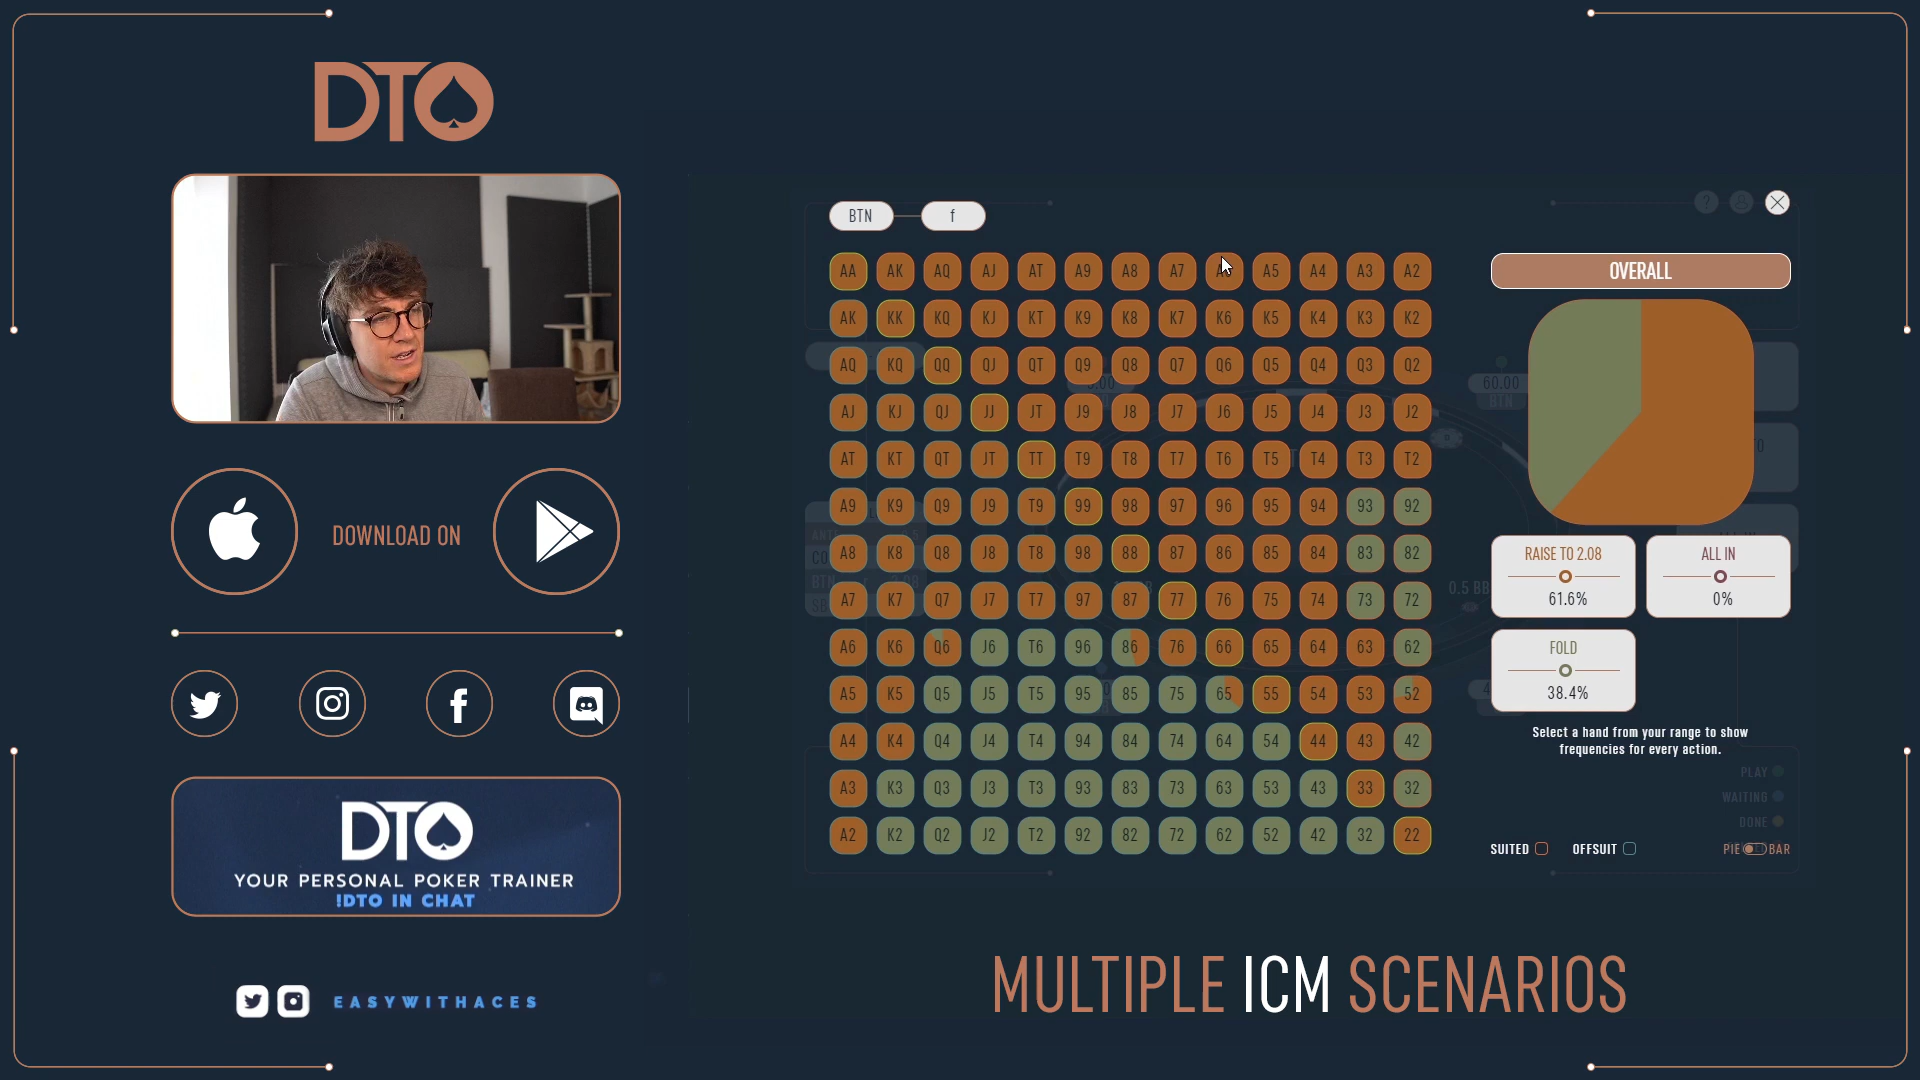 DTO
DOWNLOAD ON
DTO
YOUR PERSONAL POKER TRAINER
!DTO IN CHAT
EASYWITHACES
BTN f
AA AK AQ AJ AT A9 A8 A7 A6 A5 A4 A3 A2
AK KK KQ KJ KT K9 K8 K7 K6 K5 K4 K3 K2
AQ KQ QQ QJ QT Q9 Q8 Q7 Q6 Q5 Q4 Q3 Q2
AJ KJ QJ JJ JT J9 J8 J7 J6 J5 J4 J3 J2
AT KT QT JT TT T9 T8 T7 T6 T5 T4 T3 T2
A9 K9 Q9 J9 T9 99 98 97 96 95 94 93 92
A8 K8 Q8 J8 T8 98 88 87 86 85 84 83 82
A7 K7 Q7 J7 T7 97 87 77 76 75 74 73 72
A6 K6 Q6 J6 T6 96 86 76 66 65 64 63 62
A5 K5 Q5 J5 T5 95 85 75 65 55 54 53 52
A4 K4 Q4 J4 T4 94 84 74 64 54 44 43 42
A3 K3 Q3 J3 T3 93 83 73 63 53 43 33 32
A2 K2 Q2 J2 T2 92 82 72 62 52 42 32 22
60.00
BTN
0.5 BB
?
OVERALL
RAISE TO 2.08
61.6%
ALL IN
0%
FOLD
38.4%
Select a hand from your range to show
frequencies for every action.
PLAY
WAITING
DONE
SUITED OFFSUIT PIE BAR
MULTIPLE ICM SCENARIOS